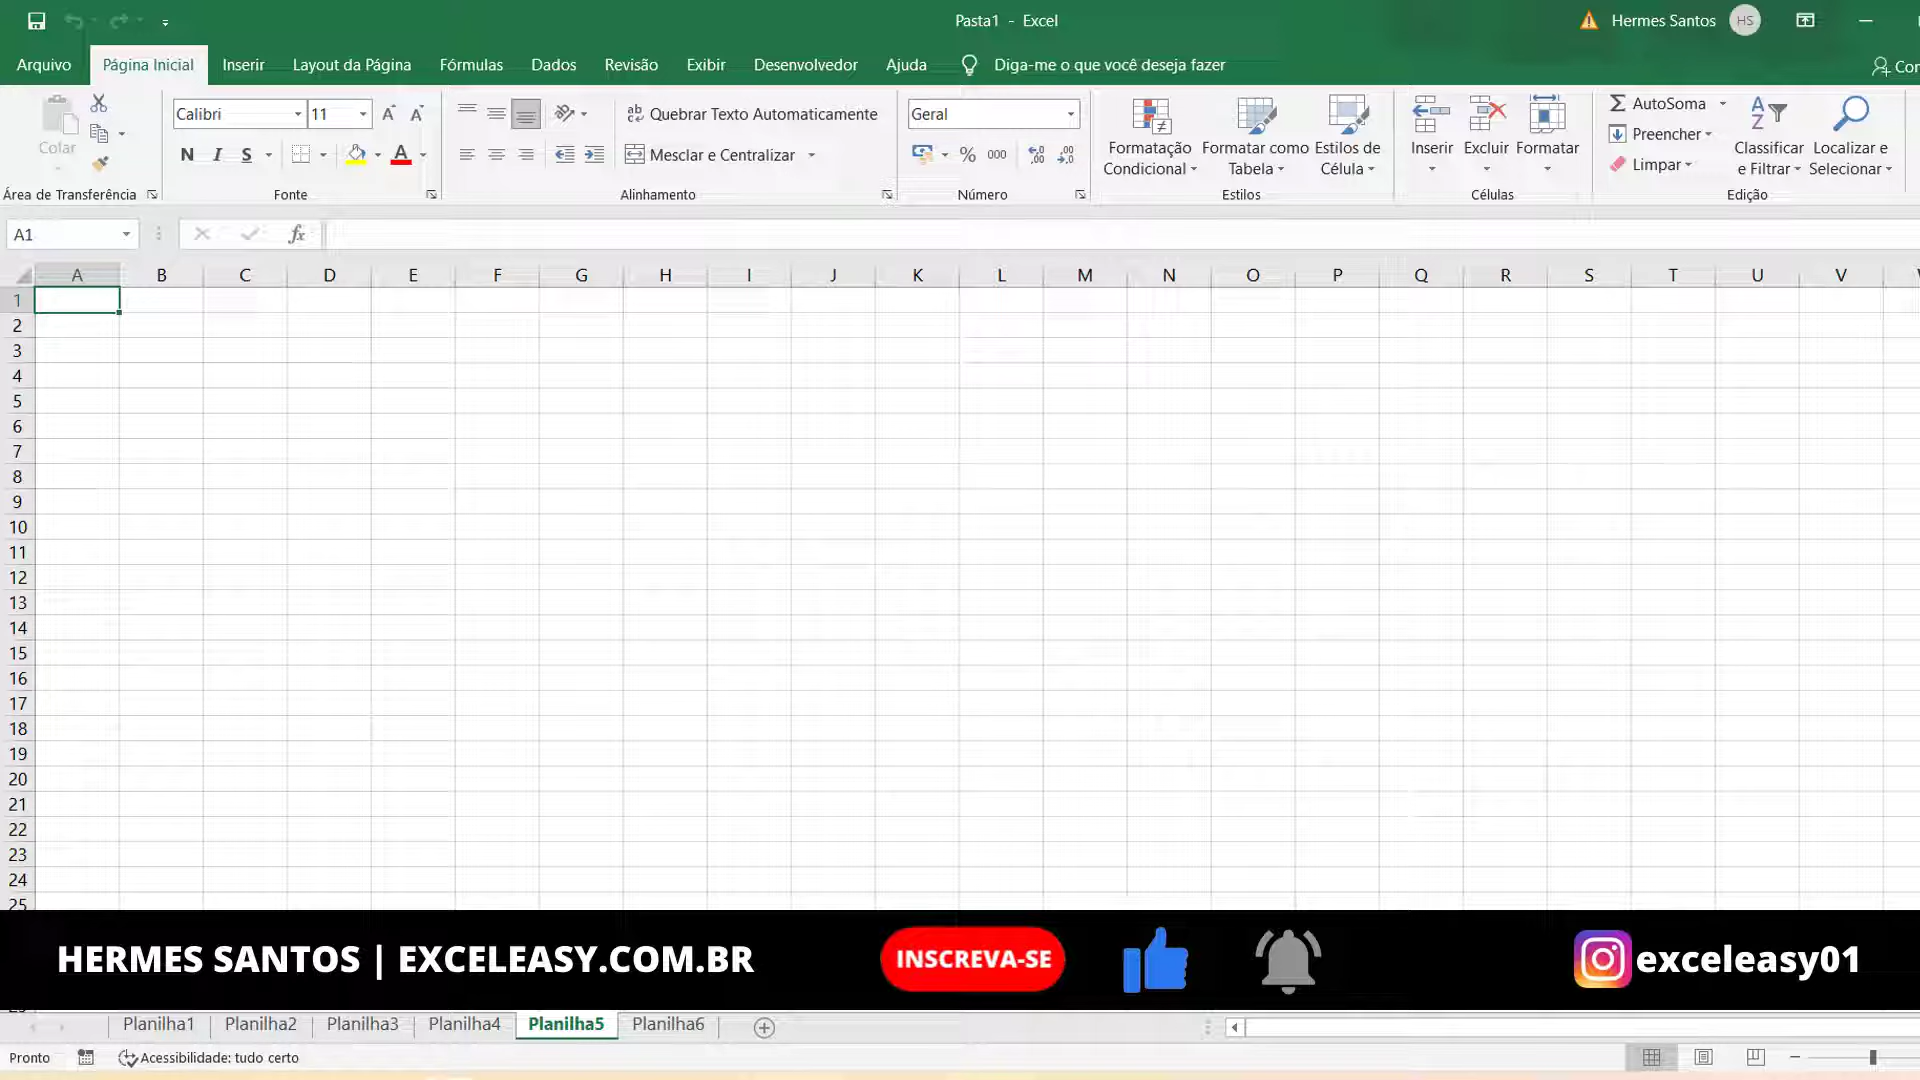 Pasta1 - Excel
Hermes Santos
HS
Arquivo
Página Inicial
Inserir
Layout da Página
Fórmulas
Dados
Revisão
Exibir
Desenvolvedor
Ajuda
Diga-me o que você deseja fazer
Colar
Área de Transferência
Calibri
11
N I S
Fonte
Quebrar Texto Automaticamente
Mesclar e Centralizar
Alinhamento
Geral
% 000
Número
Formatação Condicional
Formatar como Tabela
Estilos de Célula
Estilos
Inserir
Excluir
Formatar
Células
AutoSoma
Preencher
Limpar
Classificar e Filtrar
Localizar e Selecionar
Edição
A1
fx
A B C D E F G H I J K L M N O P Q R S T U V
1
2
3
4
5
6
7
8
9
10
11
12
13
14
15
16
17
18
19
20
21
22
23
24
25
HERMES SANTOS | EXCELEASY.COM.BR
INSCREVA-SE
exceleasy01
Planilha1
Planilha2
Planilha3
Planilha4
Planilha5
Planilha6
Pronto
Acessibilidade: tudo certo